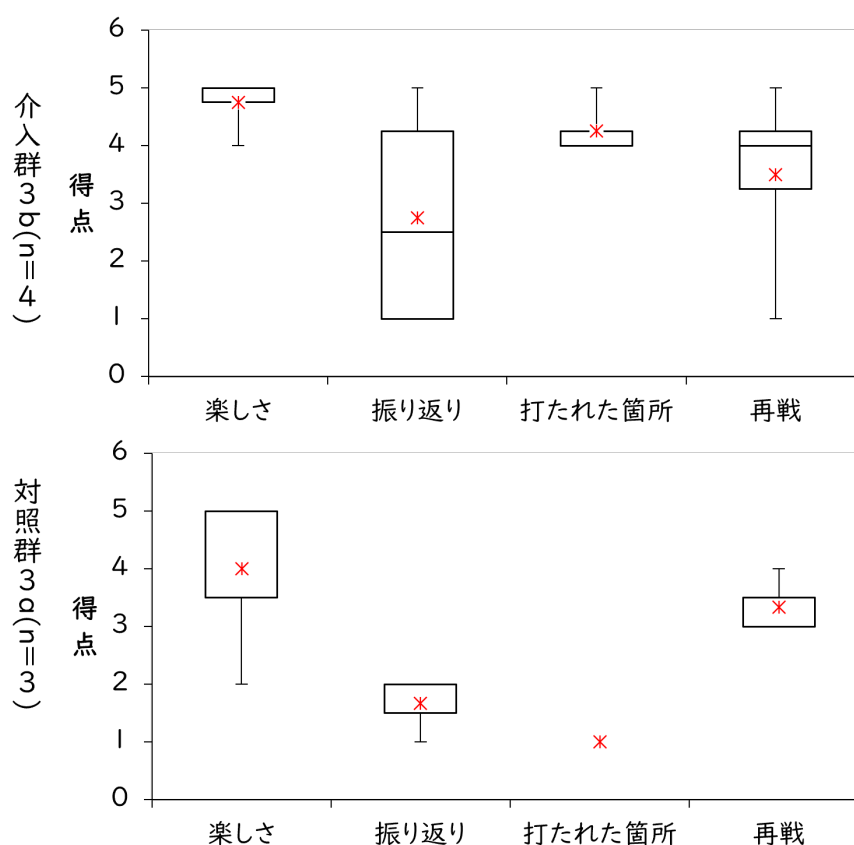 介入群3b(n=4)
得点
6
5
4
3
2
1
0
楽しさ 振り返り 打たれた箇所 再戦
対照群3a(n=3)
得点
6
5
4
3
2
1
0
楽しさ 振り返り 打たれた箇所 再戦